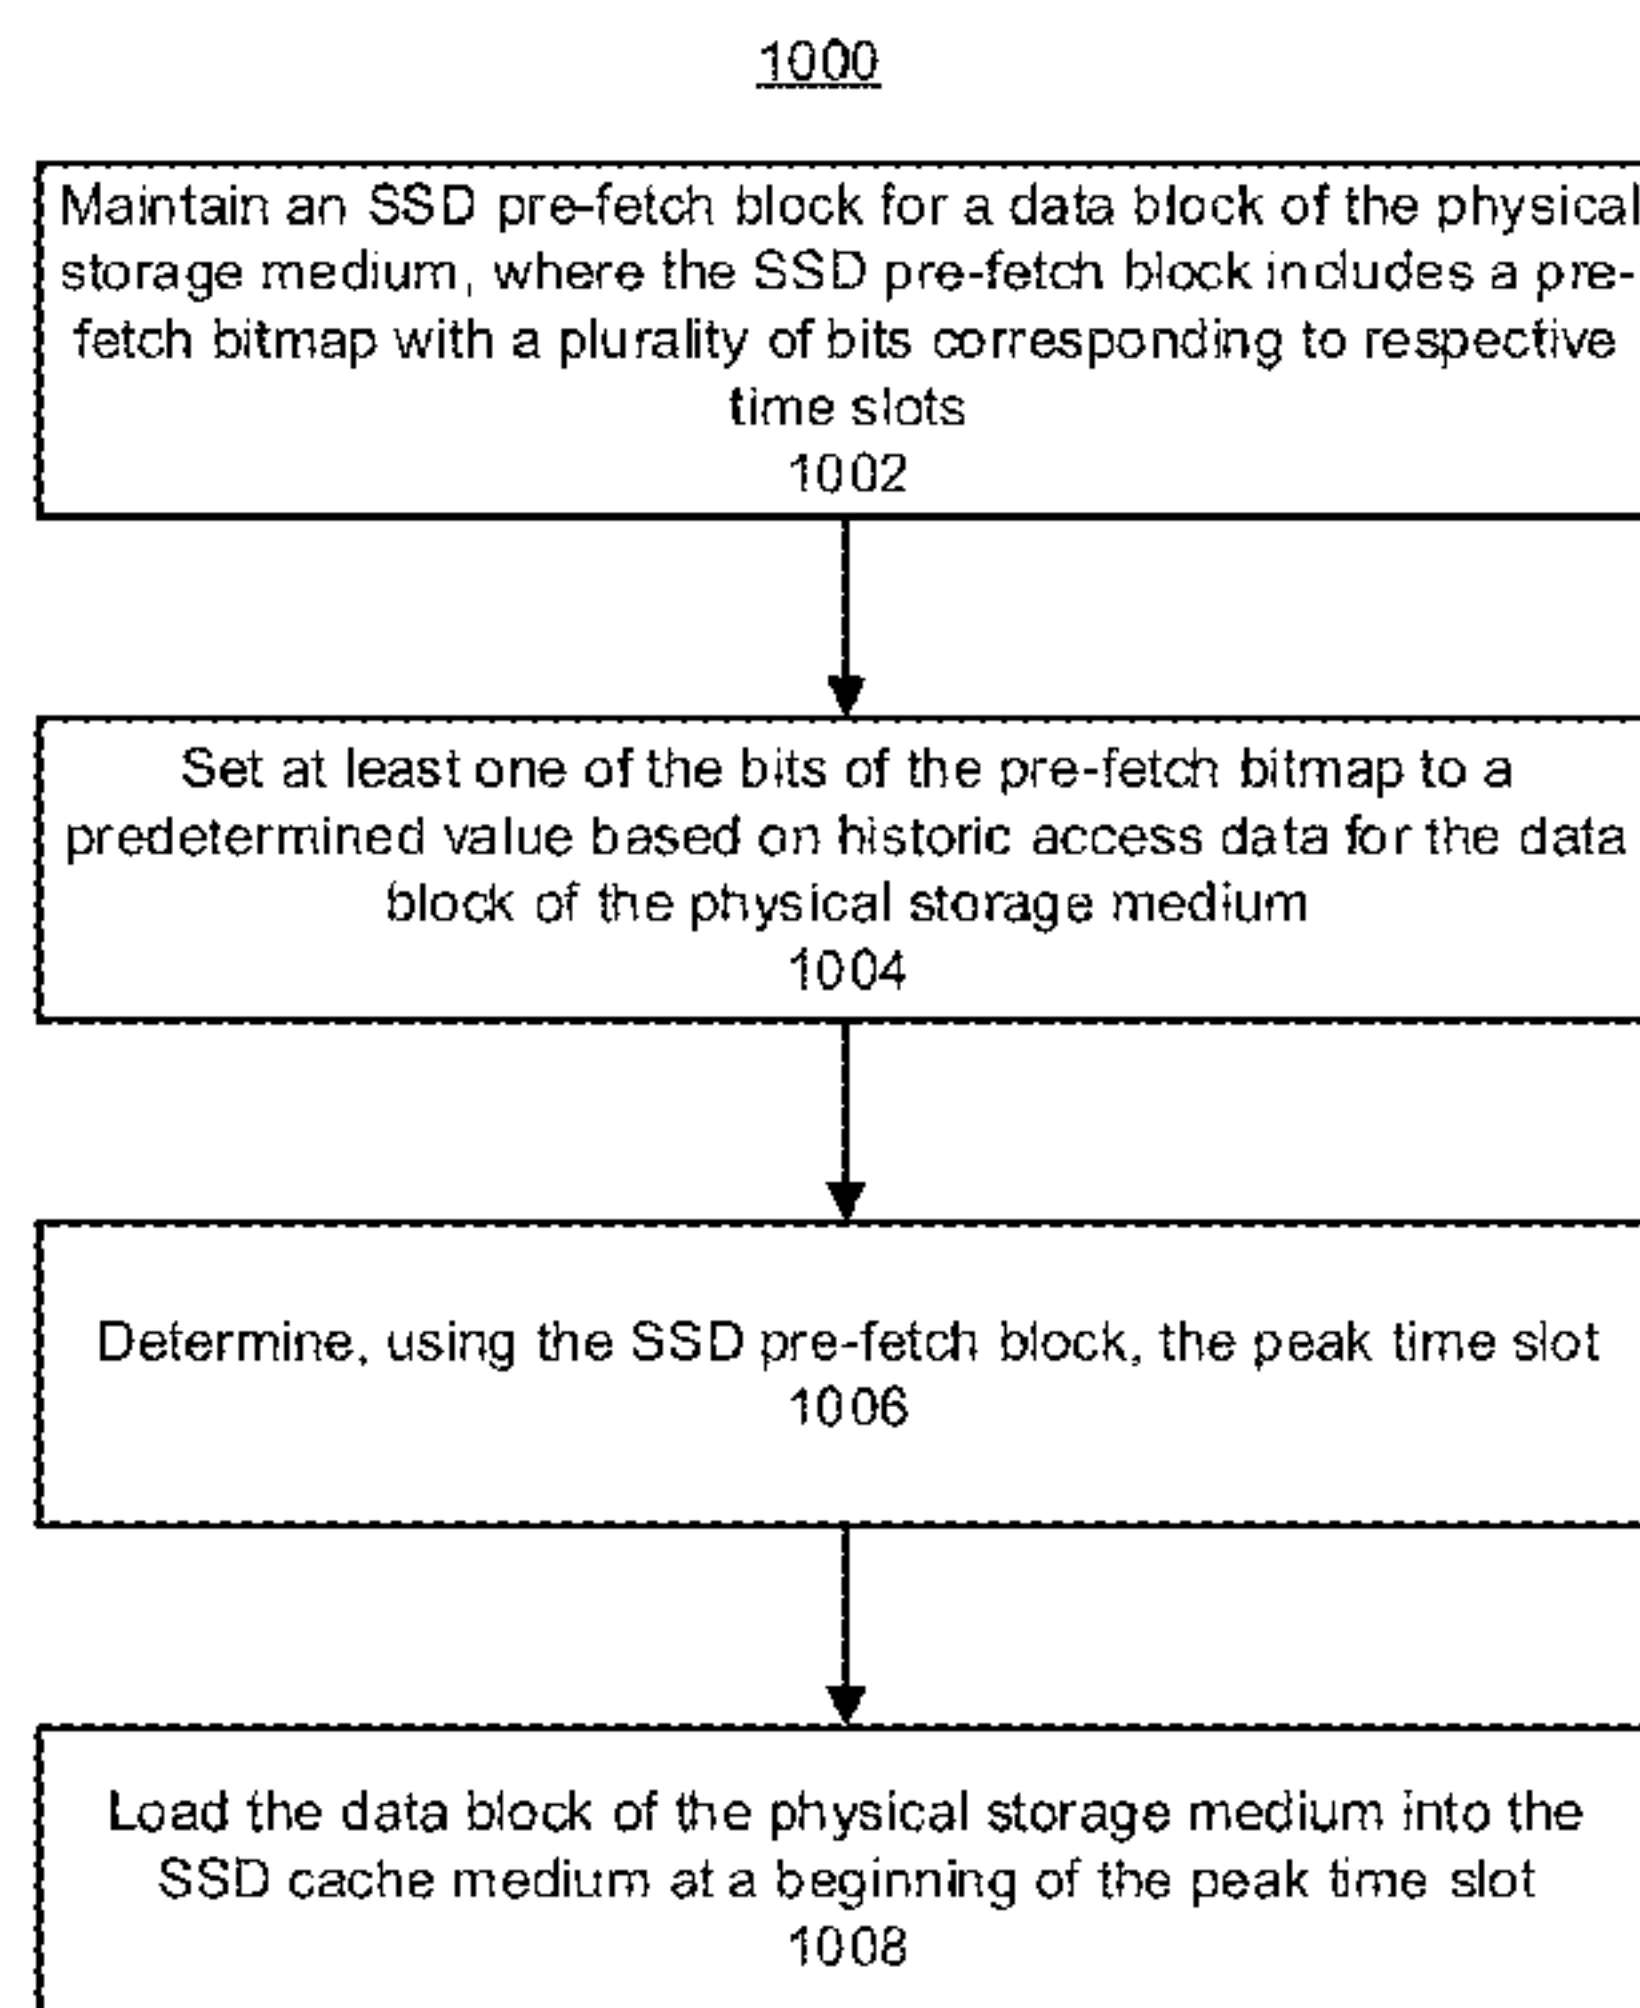 1000
Maintain an SSD pre-fetch block for a data block of the physical
storage medium, where the SSD pre-fetch block includes a pre-
fetch bitmap with a plurality of bits corresponding to respective
time slots
1002
Set at least one of the bits of the pre-fetch bitmap to a
predetermined value based on historic access data for the data
block of the physical storage medium
1004
Determine, using the SSD pre-fetch block, the peak time slot
1006
Load the data block of the physical storage medium into the
SSD cache medium at a beginning of the peak time slot
1008